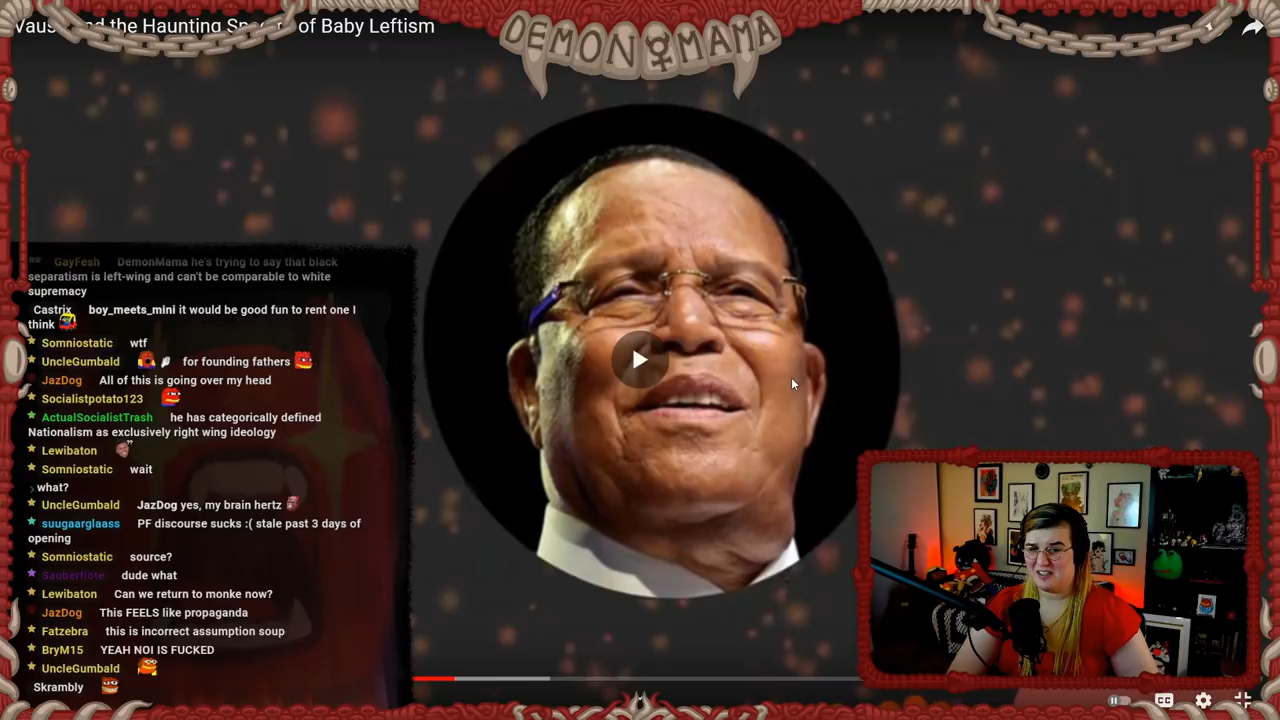 Vaus nd the Haunting Sp of Baby Leftism
DEMON MAMA
GayFesh DemonMama he's trying to say that black
separatism is left-wing and can't be comparable to white
supremacy
Castrix boy_meets_mini it would be good fun to rent one I
think
Somniostatic wtf
UncleGumbald for founding fathers
JazDog All of this is going over my head
Socialistpotato123
ActualSocialistTrash he has categorically defined
Nationalism as exclusively right wing ideology
Lewibaton
Somniostatic wait
what?
UncleGumbald JazDog yes, my brain hertz
suugaarglaass PF discourse sucks :( stale past 3 days of
opening
Somniostatic source?
Sauberflote dude what
Lewibaton Can we return to monke now?
JazDog This FEELS like propaganda
Fatzebra this is incorrect assumption soup
BryM15 YEAH NOI IS FUCKED
UncleGumbald
Skrambly
CC